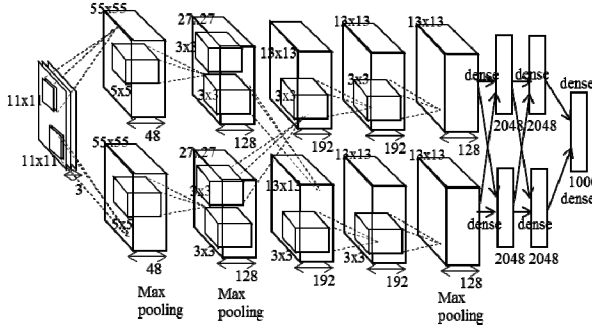 55x55
27x27
13x13
13x13
13x13
3x3
dense
dense
dense
5x5
3x3
3x3
3x3
11x11
48
128
192
192
128
2048
2048
55x55
27x27
13x13
13x13
13x13
11x11
3x3
dense
dense
1000
dense
3
5x5
3x3
3x3
3x3
48
128
192
192
128
2048
2048
Max
pooling
Max
pooling
Max
pooling